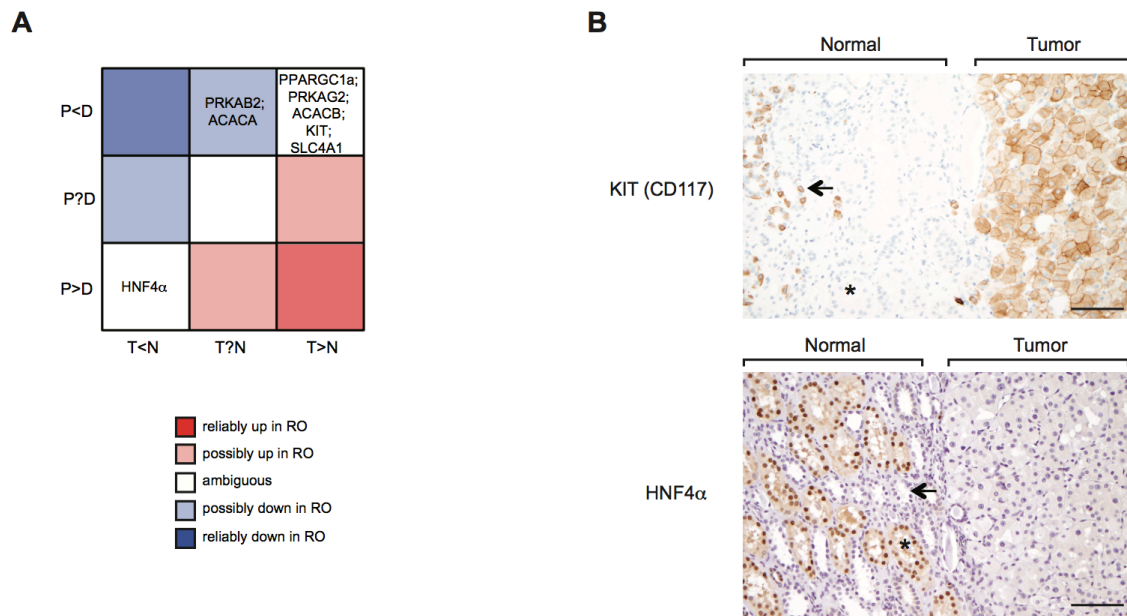 A
P<D
PRKAB2;
ACACA
PPARGC1a;
PRKAG2;
ACACB;
KIT;
SLC4A1
P?D
P>D
HNF4α
T<N
T?N
T>N
reliably up in RO
possibly up in RO
ambiguous
possibly down in RO
reliably down in RO
B
Normal
Tumor
KIT (CD117)
*
Normal
Tumor
HNF4α
*